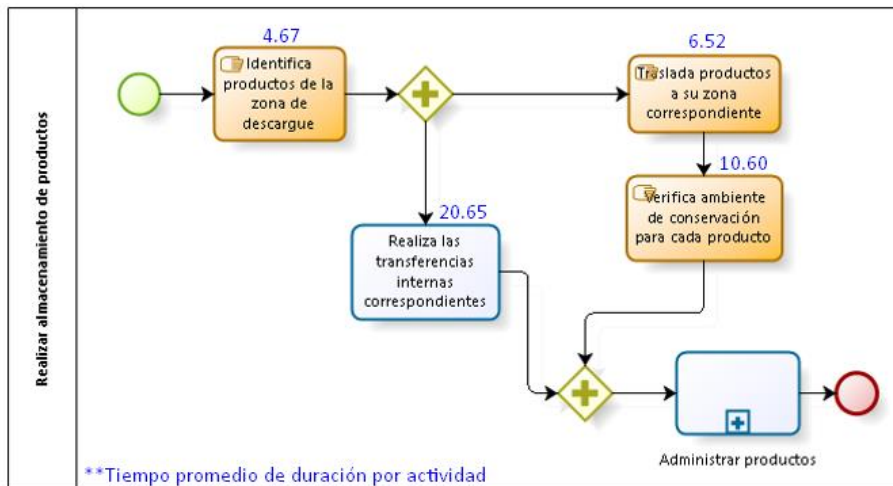 Realizar almacenamiento de productos
4.67
Identifica
productos de la
zona de
descargue
6.52
Traslada productos
a su zona
correspondiente
10.60
Verifica ambiente
de conservación
para cada producto
20.65
Realiza las
transferencias
internas
correspondientes
Administrar productos
**Tiempo promedio de duración por actividad